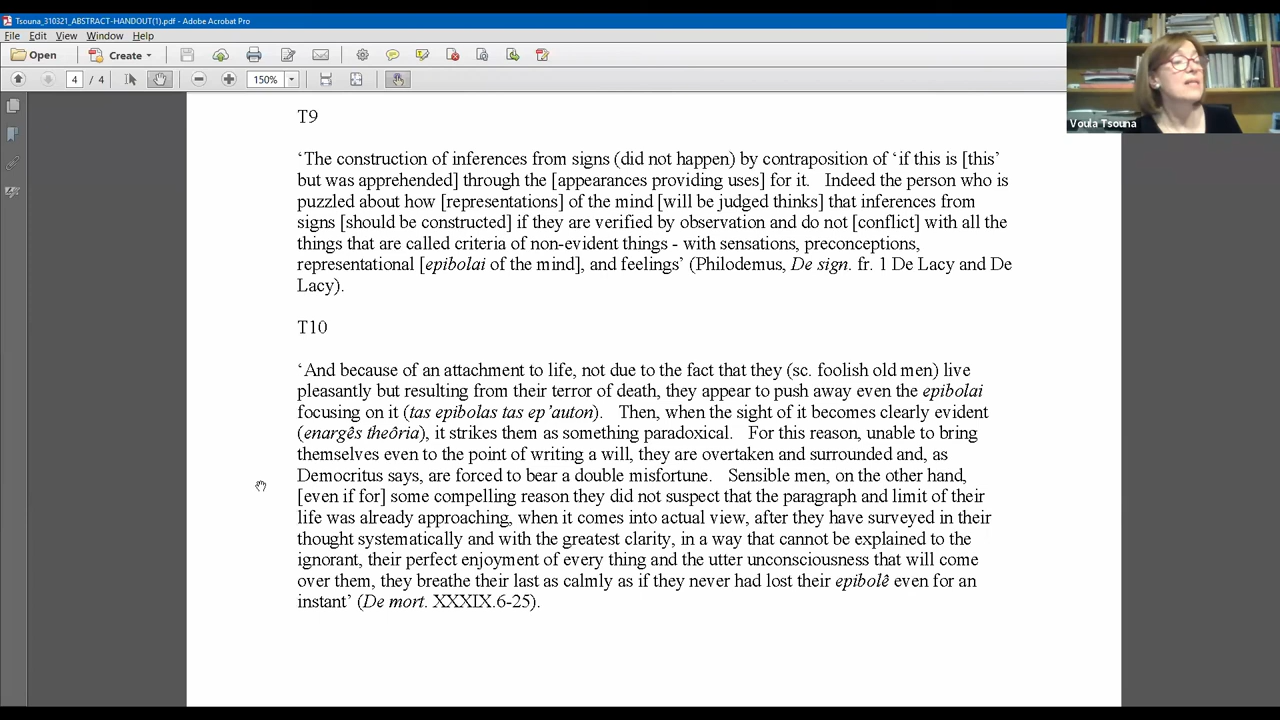 Tsouna_310321_ABSTRACT-HANDOUT(1).pdf - Adobe Acrobat Pro
File Edit View Window Help
Open Create
4 / 4 150%
Voula Tsouna
T9
‘The construction of inferences from signs (did not happen) by contraposition of ‘if this is [this’
but was apprehended] through the [appearances providing uses] for it. Indeed the person who is
puzzled about how [representations] of the mind [will be judged thinks] that inferences from
signs [should be constructed] if they are verified by observation and do not [conflict] with all the
things that are called criteria of non-evident things - with sensations, preconceptions,
representational [epibolai of the mind], and feelings’ (Philodemus, De sign. fr. 1 De Lacy and De
Lacy).
T10
‘And because of an attachment to life, not due to the fact that they (sc. foolish old men) live
pleasantly but resulting from their terror of death, they appear to push away even the epibolai
focusing on it (tas epibolas tas ep’auton). Then, when the sight of it becomes clearly evident
(enargês theôria), it strikes them as something paradoxical. For this reason, unable to bring
themselves even to the point of writing a will, they are overtaken and surrounded and, as
Democritus says, are forced to bear a double misfortune. Sensible men, on the other hand,
[even if for] some compelling reason they did not suspect that the paragraph and limit of their
life was already approaching, when it comes into actual view, after they have surveyed in their
thought systematically and with the greatest clarity, in a way that cannot be explained to the
ignorant, their perfect enjoyment of every thing and the utter unconsciousness that will come
over them, they breathe their last as calmly as if they never had lost their epibolê even for an
instant’ (De mort. XXXIX.6-25).